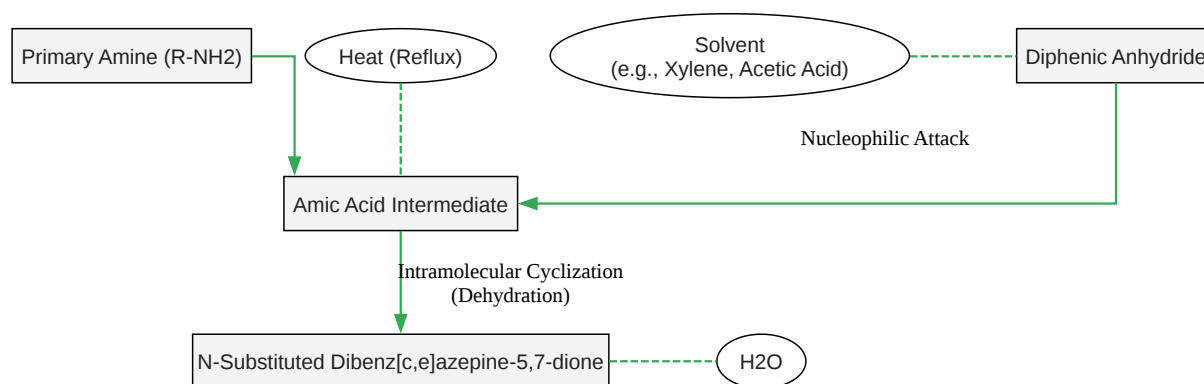 Primary Amine (R-NH2)
Heat (Reflux)
Solvent
(e.g., Xylene, Acetic Acid)
Diphenic Anhydride
Nucleophilic Attack
Amic Acid Intermediate
Intramolecular Cyclization
(Dehydration)
N-Substituted Dibenz[c,e]azepine-5,7-dione
H2O